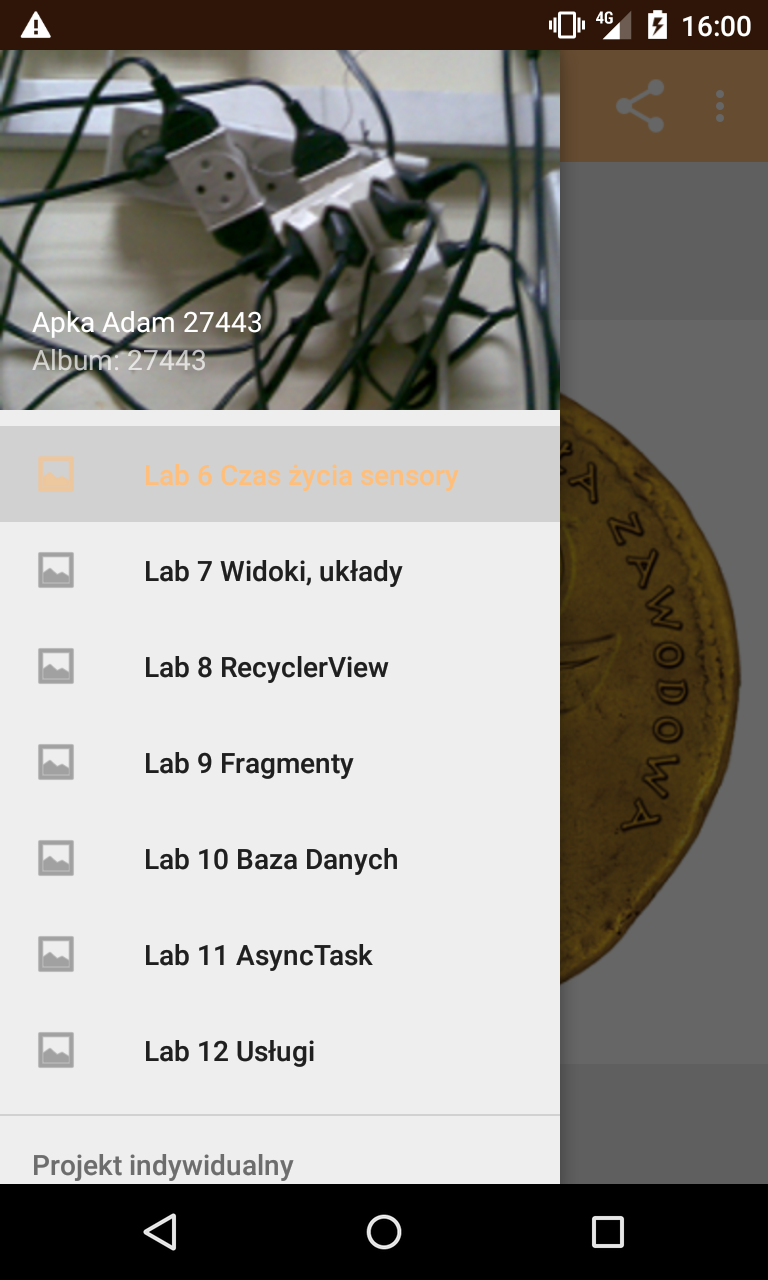 4G 16:00
Apka Adam 27443
Album: 27443
Lab 6 Czas życia sensory
Lab 7 Widoki, układy
Lab 8 RecyclerView
Lab 9 Fragmenty
Lab 10 Baza Danych
Lab 11 AsyncTask
Lab 12 Usługi
Projekt indywidualny
ZAWODOWA